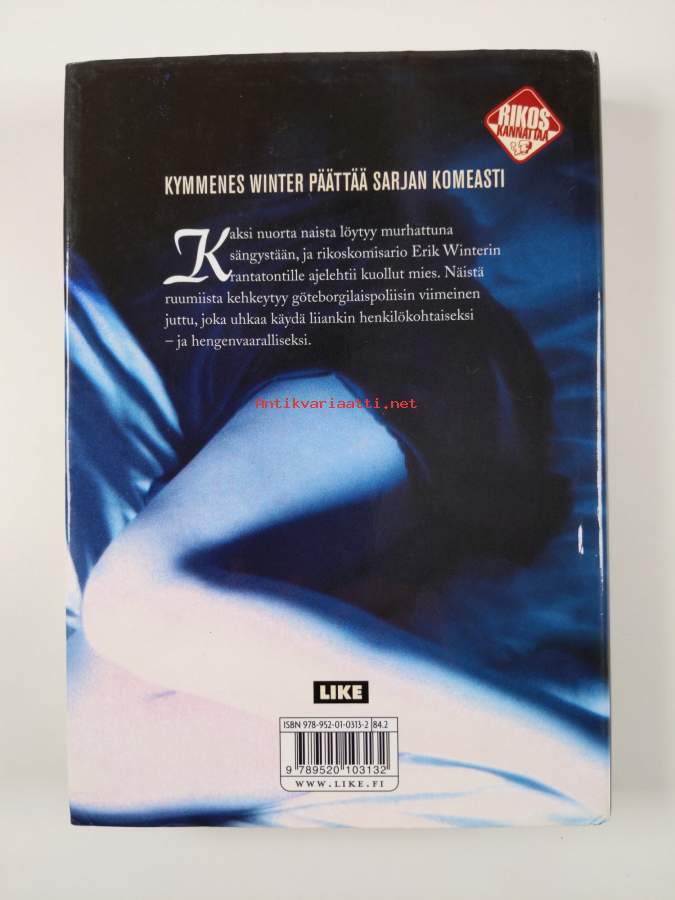 RIKOS
KANNATTAA
KYMMENES WINTER PÄÄTTÄÄ SARJAN KOMEASTI
Kaksi nuorta naista löytyy murhattuna
sängystään, ja rikoskomisario Erik Winterin
rantatontille ajelehtii kuollut mies. Näistä
ruumiista kehkeytyy göteborgilaispoliisin viimeinen
juttu, joka uhkaa käydä liiankin henkilökohtaiseksi
– ja hengenvaaralliseksi.
Antikvariaatti.net
LIKE
ISBN 978-952-01-0313-2 84.2
9 789520 103132
WWW.LIKE.FI